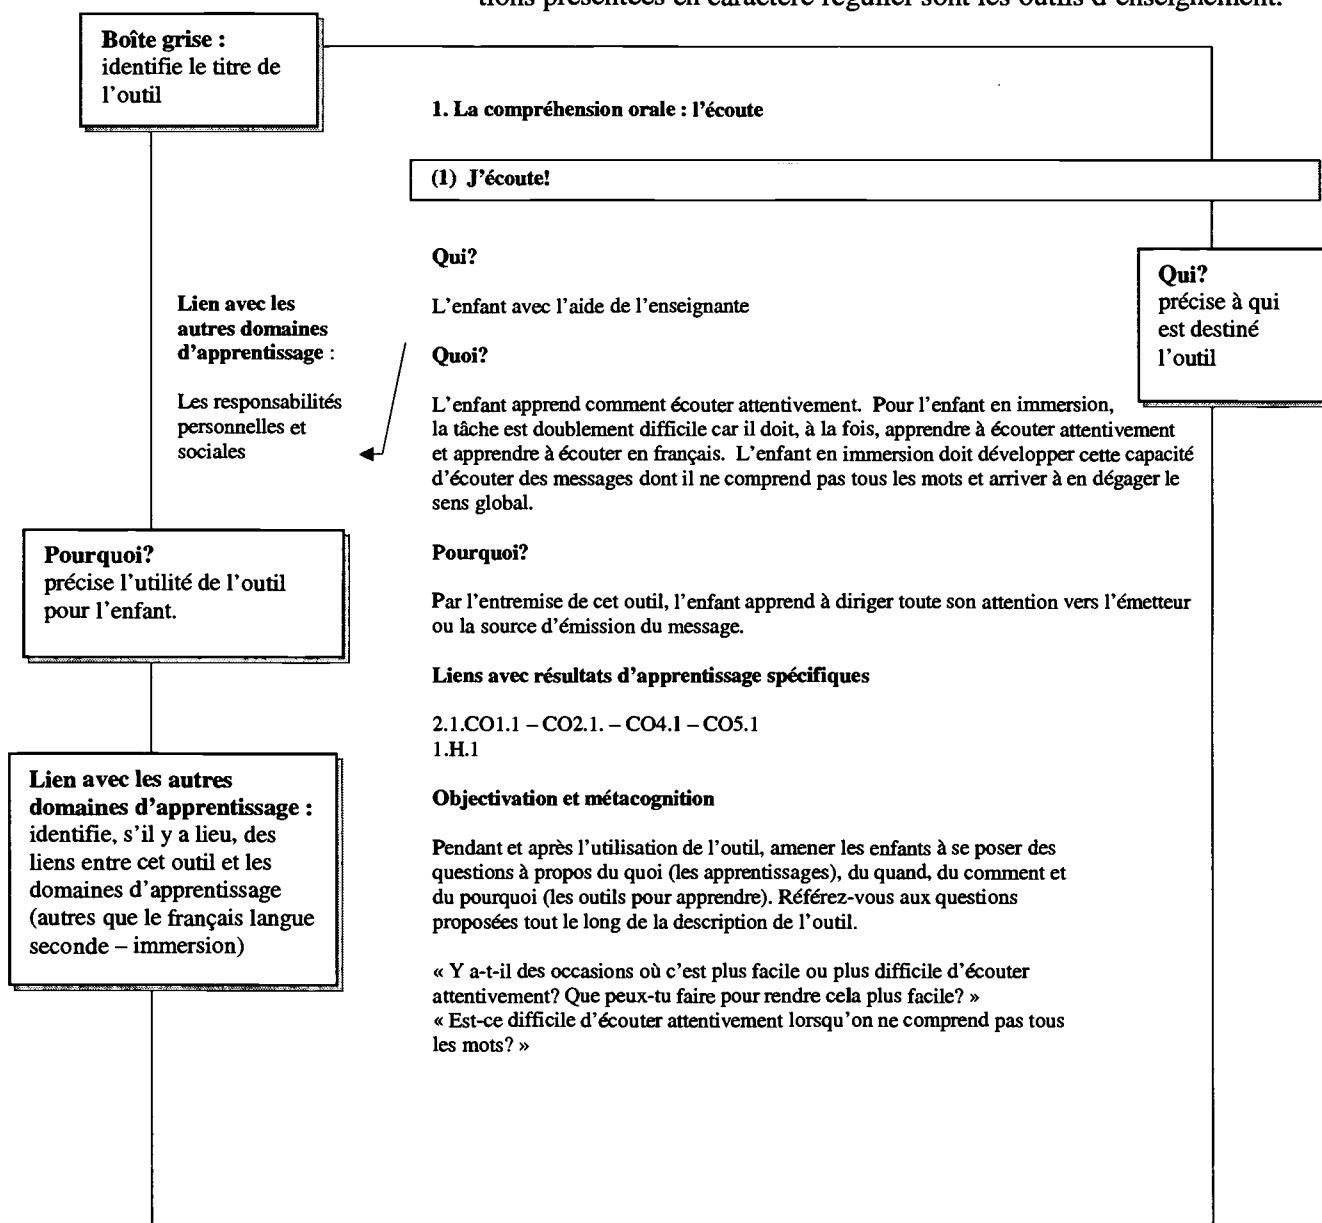 tions présentées en caractère régulier sont les outils d'enseignement.
Boîte grise :
identifie le titre de
l'outil
1. La compréhension orale : l'écoute
(1) J'écoute!
Qui?
L'enfant avec l'aide de l'enseignante
Qui?
précise à qui
est destiné
l'outil
Lien avec les
autres domaines
d'apprentissage :
Les responsabilités
personnelles et
sociales
Quoi?
L'enfant apprend comment écouter attentivement. Pour l'enfant en immersion,
la tâche est doublement difficile car il doit, à la fois, apprendre à écouter attentivement
et apprendre à écouter en français. L'enfant en immersion doit développer cette capacité
d'écouter des messages dont il ne comprend pas tous les mots et arriver à en dégager le
sens global.
Pourquoi?
précise l'utilité de l'outil
pour l'enfant.
Pourquoi?
Par l'entremise de cet outil, l'enfant apprend à diriger toute son attention vers l'émetteur
ou la source d'émission du message.
Liens avec résultats d'apprentissage spécifiques
2.1.CO1.1 – CO2.1. – CO4.1 – CO5.1
1.H.1
Lien avec les autres
domaines d'apprentissage :
identifie, s'il y a lieu, des
liens entre cet outil et les
domaines d'apprentissage
(autres que le français langue
seconde – immersion)
Objectivation et métacognition
Pendant et après l'utilisation de l'outil, amener les enfants à se poser des
questions à propos du quoi (les apprentissages), du quand, du comment et
du pourquoi (les outils pour apprendre). Référez-vous aux questions
proposées tout le long de la description de l'outil.
« Y a-t-il des occasions où c'est plus facile ou plus difficile d'écouter
attentivement? Que peux-tu faire pour rendre cela plus facile? »
« Est-ce difficile d'écouter attentivement lorsqu'on ne comprend pas tous
les mots? »